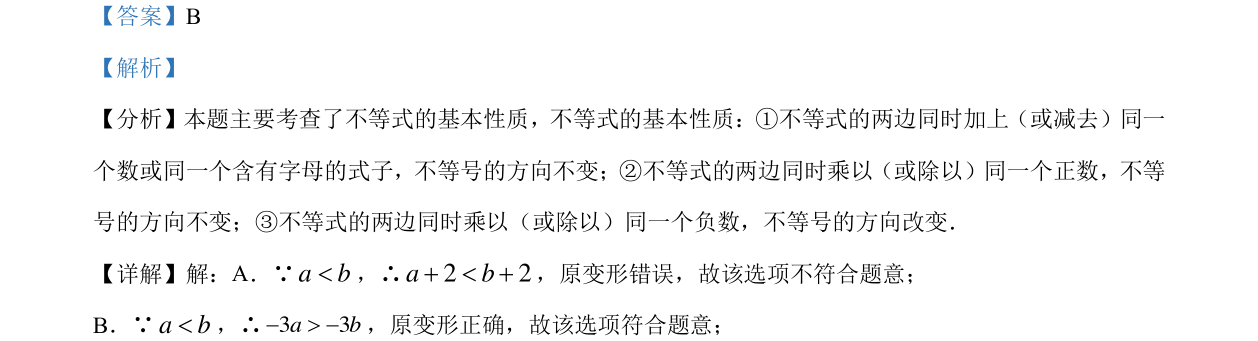 【答案】B
【解析】
【分析】本题主要考查了不等式的基本性质，不等式的基本性质：①不等式的两边同时加上（或减去）同一
个数或同一个含有字母的式子，不等号的方向不变；②不等式的两边同时乘以（或除以）同一个正数，不等
号的方向不变；③不等式的两边同时乘以（或除以）同一个负数，不等号的方向改变．
【详解】解：A．∵a<b，∴a+2<b+2，原变形错误，故该选项不符合题意；
B．∵a<b，∴−3a>−3b，原变形正确，故该选项符合题意；